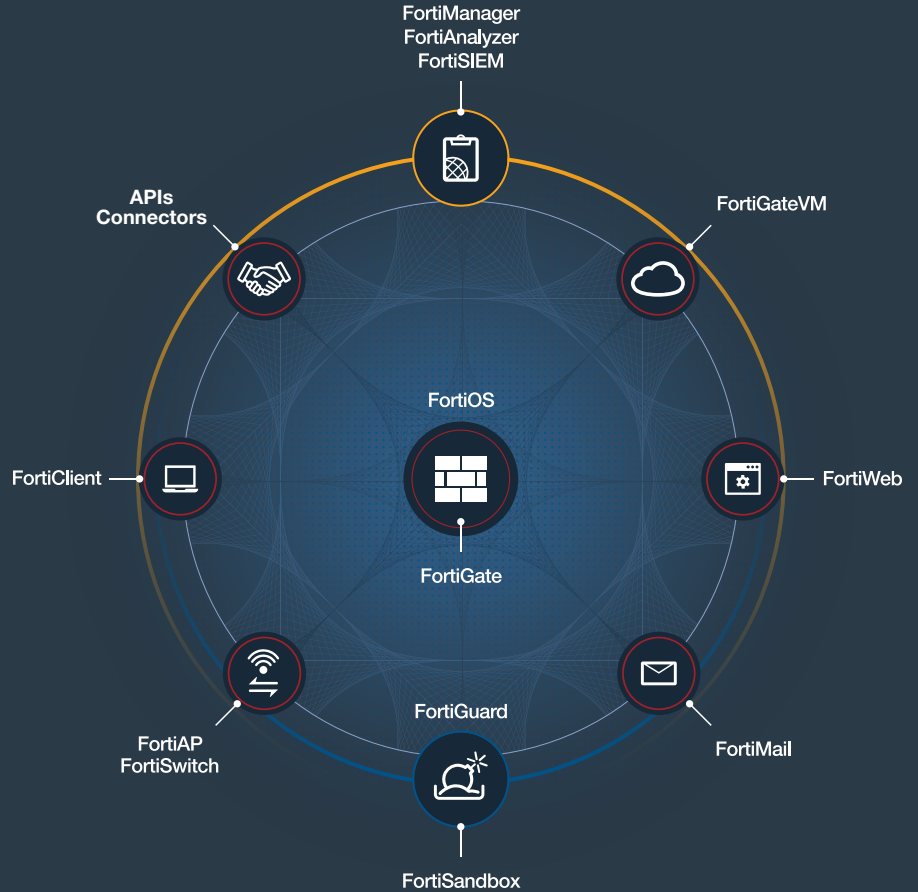 FortiManager
FortiAnalyzer
FortiSIEM
APIs
Connectors
FortiGateVM
FortiOS
FortiClient
FortiWeb
FortiGate
FortiGuard
FortiAP
FortiSwitch
FortiMail
FortiSandbox